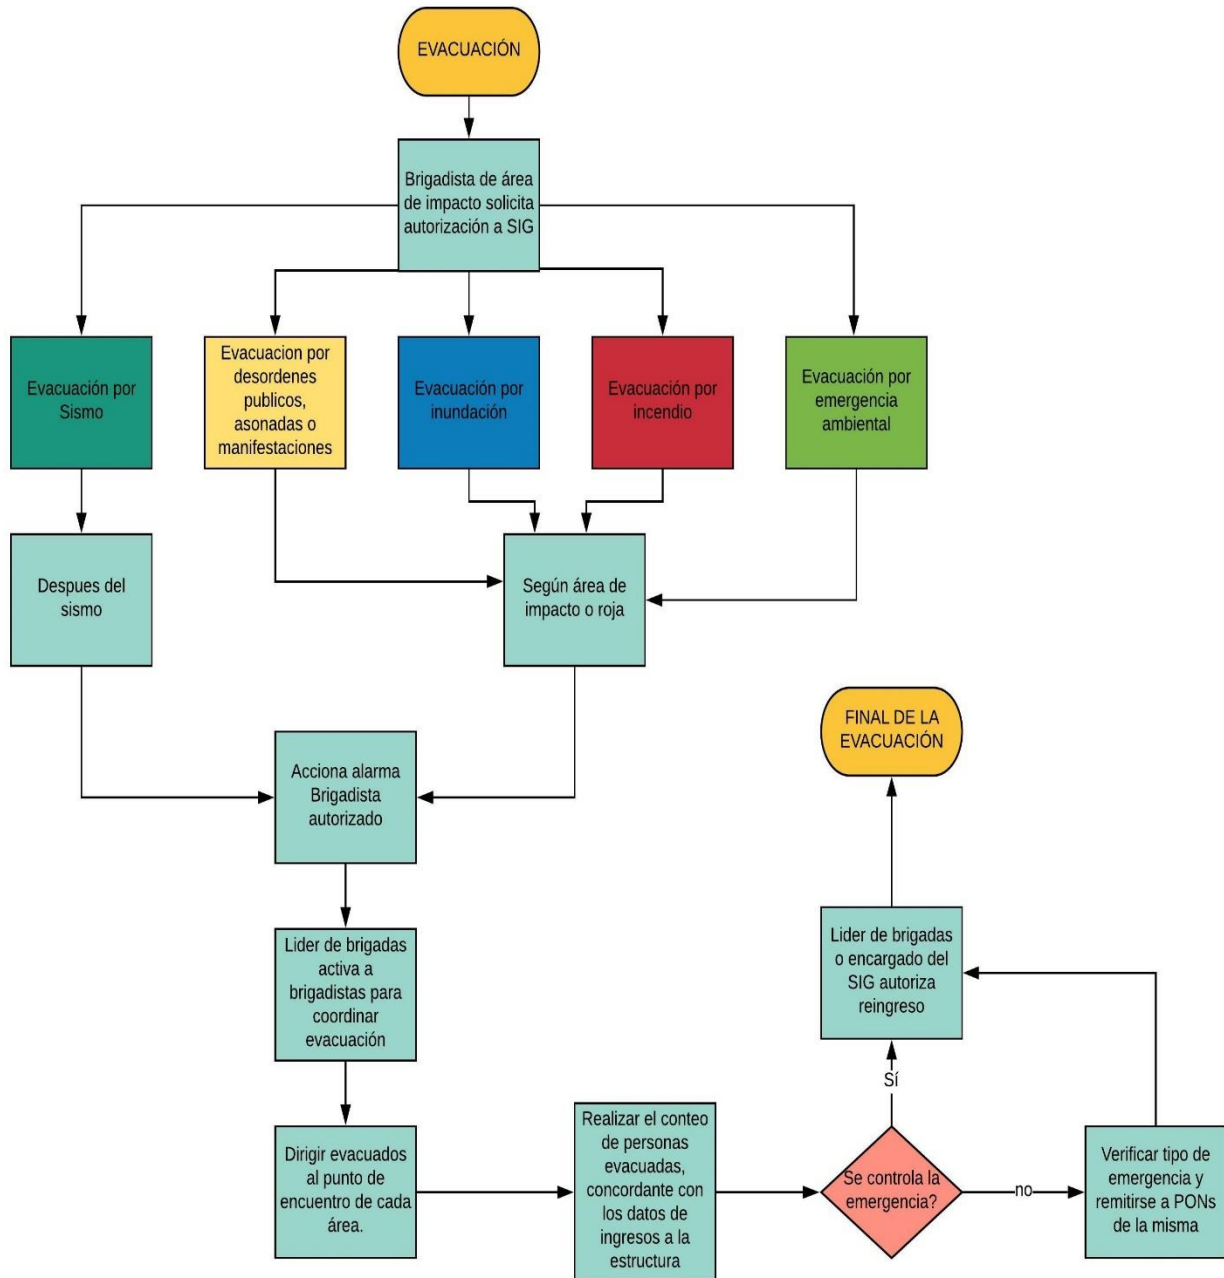 EVACUACIÓN
Brigadista de área
de impacto solicita
autorización a SIG
Evacuación por
Sismo
Evacuacion por
desordenes
publicos,
asonadas o
manifestaciones
Evacuación por
inundación
Evacuación por
incendio
Evacuación por
emergencia
ambiental
Despues del
sismo
Según área de
impacto o roja
Acciona alarma
Brigadista
autorizado
Lider de brigadas
activa a
brigadistas para
coordinar
evacuación
Dirigir evacuados
al punto de
encuentro de cada
área.
Realizar el conteo
de personas
evacuadas,
concordante con
los datos de
ingresos a la
estructura
Se controla la
emergencia?
Sí
no
Verificar tipo de
emergencia y
remitirse a PONs
de la misma
Lider de brigadas
o encargado del
SIG autoriza
reingreso
FINAL DE LA
EVACUACIÓN